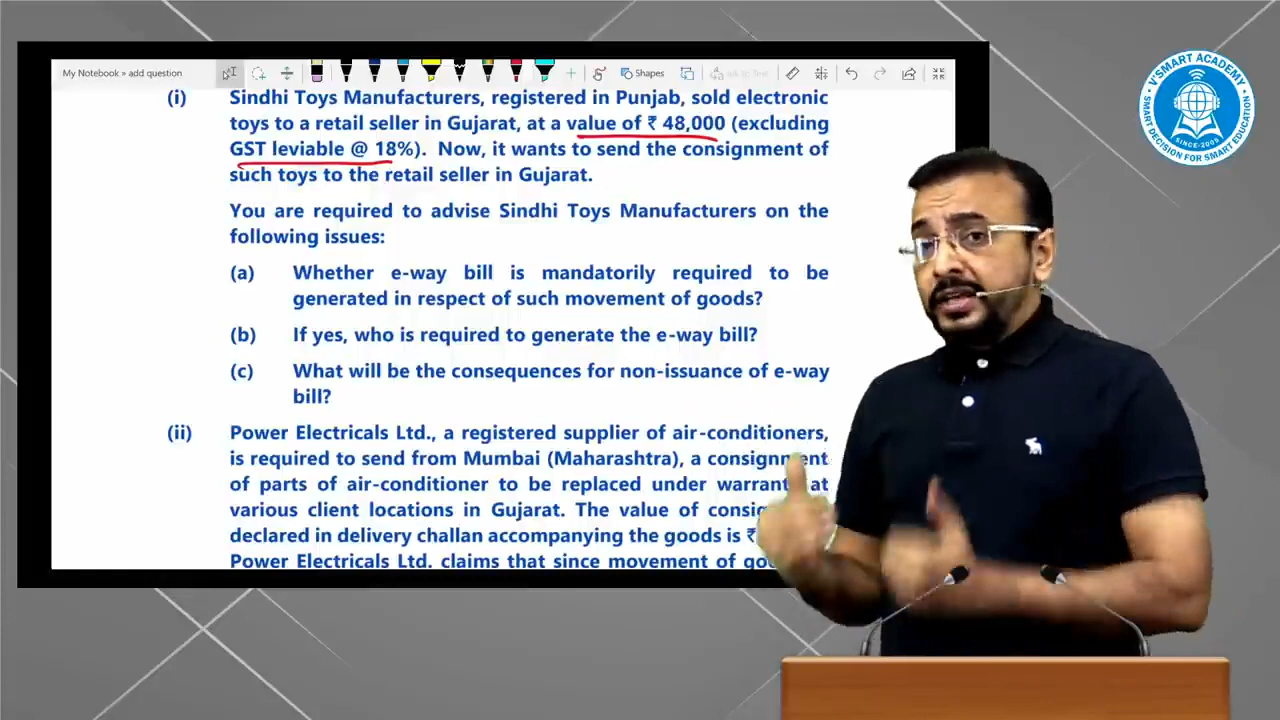 My Notebook » add question
Shapes
(i) Sindhi Toys Manufacturers, registered in Punjab, sold electronic
toys to a retail seller in Gujarat, at a value of ₹ 48,000 (excluding
GST leviable @ 18%). Now, it wants to send the consignment of
such toys to the retail seller in Gujarat.
You are required to advise Sindhi Toys Manufacturers on the
following issues:
(a) Whether e-way bill is mandatorily required to be
generated in respect of such movement of goods?
(b) If yes, who is required to generate the e-way bill?
(c) What will be the consequences for non-issuance of e-way
bill?
(ii) Power Electricals Ltd., a registered supplier of air-conditioners,
is required to send from Mumbai (Maharashtra), a consignment
of parts of air-conditioner to be replaced under at
various client locations in Gujarat. The value of
declared in delivery challan accompanying the goods is ₹
Power Electricals Ltd. claims that since movement of
V'SMART ACADEMY
SINCE-2005
SMART DECISION FOR SMART EDUCATION